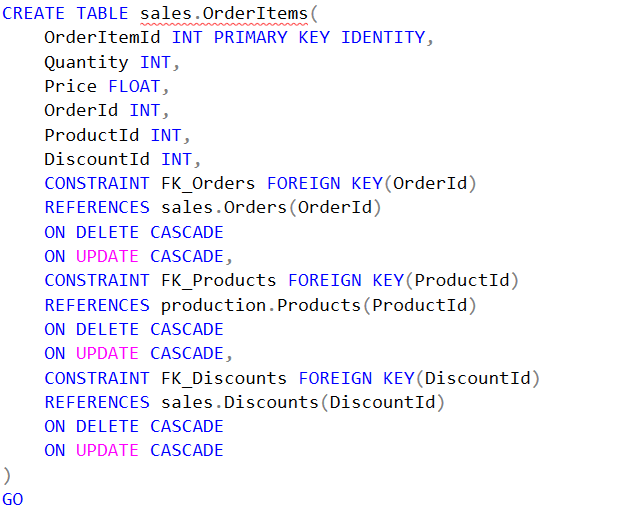 CREATE TABLE sales.OrderItems(
OrderItemId INT PRIMARY KEY IDENTITY,
Quantity INT,
Price FLOAT,
OrderId INT,
ProductId INT,
DiscountId INT,
CONSTRAINT FK_Orders FOREIGN KEY(OrderId)
REFERENCES sales.Orders(OrderId)
ON DELETE CASCADE
ON UPDATE CASCADE,
CONSTRAINT FK_Products FOREIGN KEY(ProductId)
REFERENCES production.Products(ProductId)
ON DELETE CASCADE
ON UPDATE CASCADE,
CONSTRAINT FK_Discounts FOREIGN KEY(DiscountId)
REFERENCES sales.Discounts(DiscountId)
ON DELETE CASCADE
ON UPDATE CASCADE
)
GO